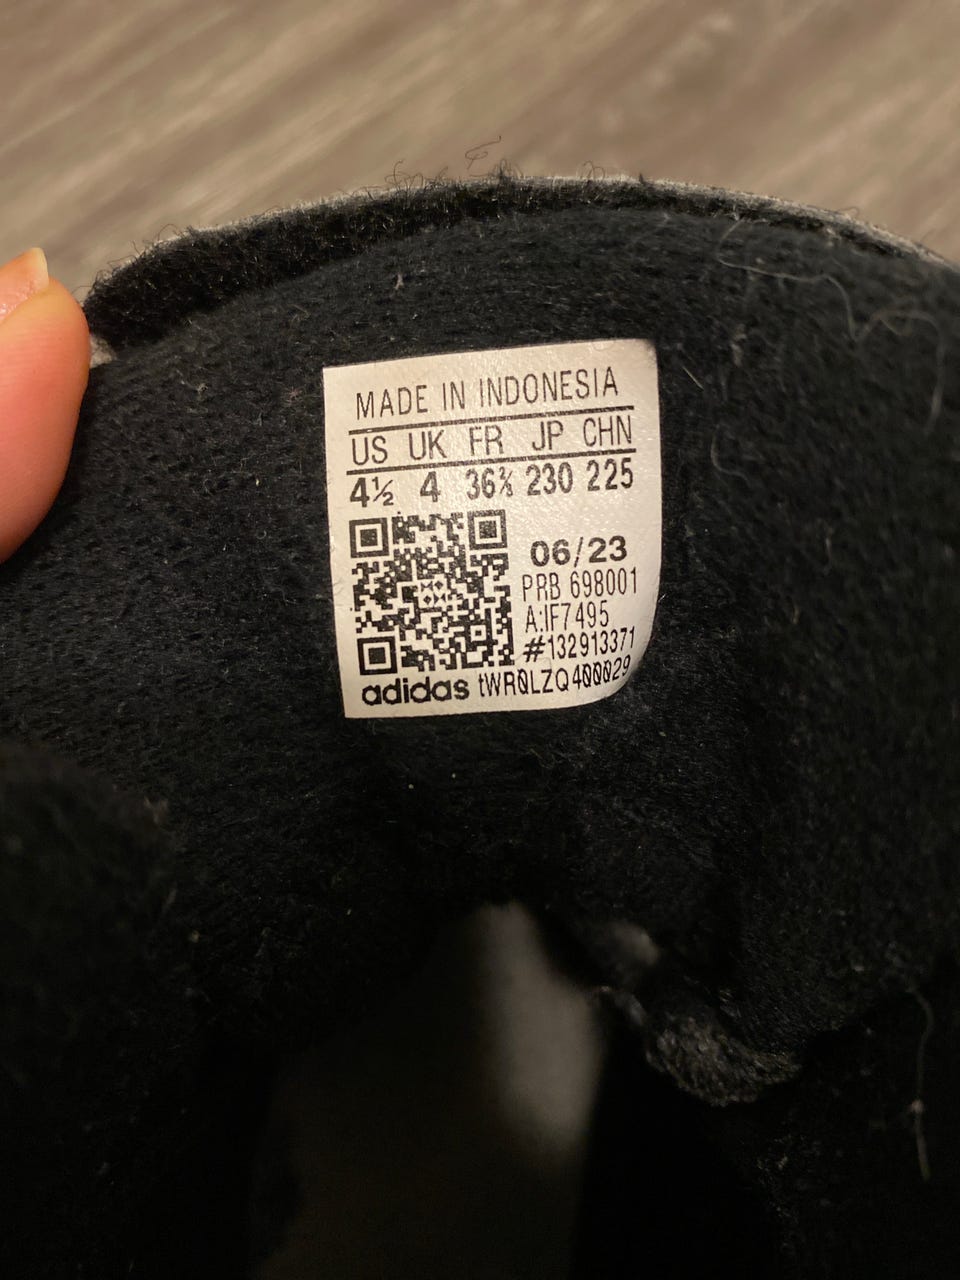 MADE IN INDONESIA
US UK FR JP CHN
4½ 4 36⅔ 230 225
06/23
PRB 698001
A:IF7495
#132913371
adidas tWR0LZQ400029